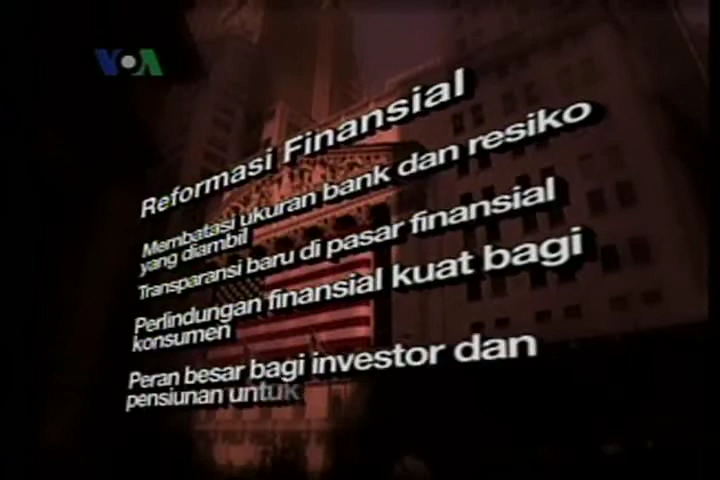 VOA
Reformasi Finansial
Membatasi ukuran bank dan resiko
yang diambil
Transparansi baru di pasar finansial
Perlindungan finansial kuat bagi
konsumen
Peran besar bagi investor dan
pensiunan untuk